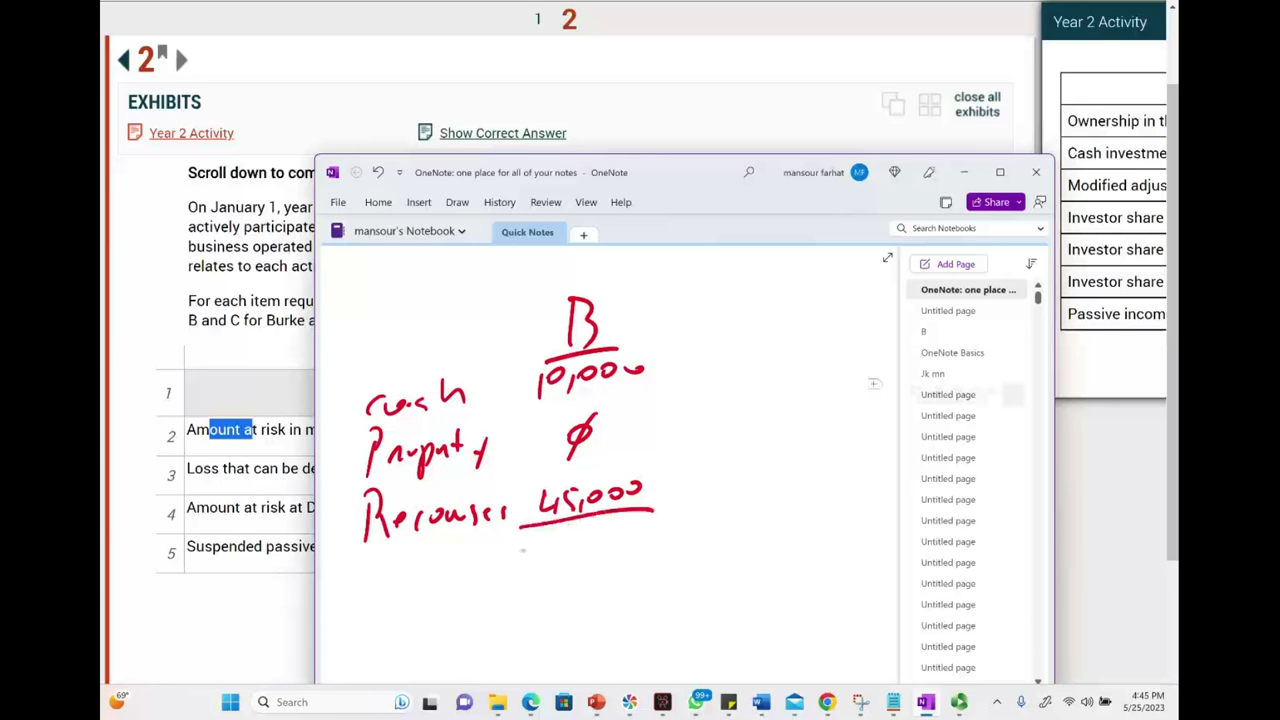 1 2
Year 2 Activity
2
EXHIBITS
close all
exhibits
Year 2 Activity
Show Correct Answer
Ownership in th
Cash investme
Modified adjus
Investor share
Investor share
Investor share
Passive incom
Scroll down to com
On January 1, year
actively participate
business operated
relates to each act
For each item requ
B and C for Burke a
1
2 Amount at risk in m
3 Loss that can be de
4 Amount at risk at D
5 Suspended passive
OneNote: one place for all of your notes - OneNote
mansour farhat MF
File Home Insert Draw History Review View Help
Share
mansour's Notebook
Quick Notes
+
Search Notebooks
Add Page
OneNote: one place ...
Untitled page
B
OneNote Basics
Jk mn
Untitled page
Untitled page
Untitled page
Untitled page
Untitled page
Untitled page
Untitled page
Untitled page
Untitled page
Untitled page
Untitled page
Untitled page
Untitled page
Untitled page
B
10,000
Cash
Property ∅
Recourse 45,000
69°
Search
99+
4:45 PM
5/25/2023